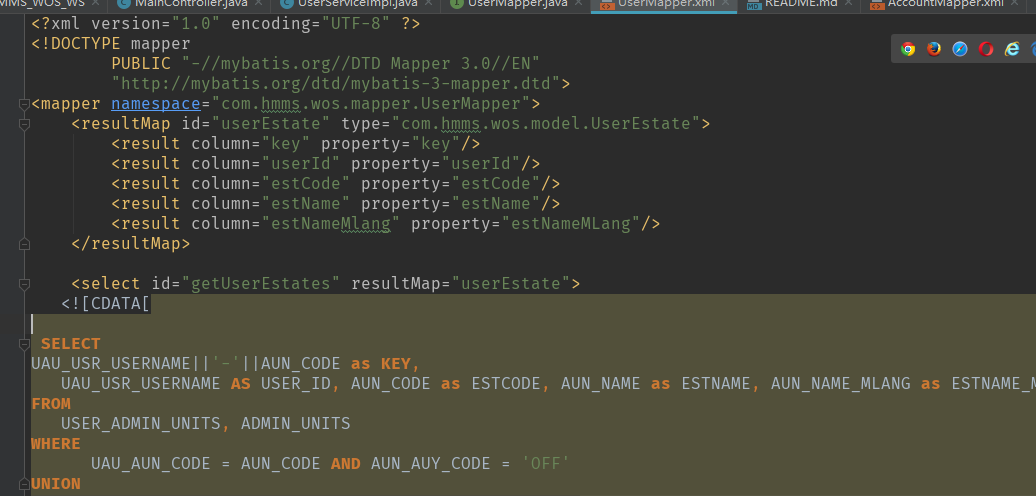 MMS_WOS_WS MainController.java UserServiceImpl.java UserMapper.java UserMapper.xml README.md AccountMapper.xml
<?xml version="1.0" encoding="UTF-8" ?>
<!DOCTYPE mapper
PUBLIC "-//mybatis.org//DTD Mapper 3.0//EN"
"http://mybatis.org/dtd/mybatis-3-mapper.dtd">
<mapper namespace="com.hmms.wos.mapper.UserMapper">
<resultMap id="userEstate" type="com.hmms.wos.model.UserEstate">
<result column="key" property="key"/>
<result column="userId" property="userId"/>
<result column="estCode" property="estCode"/>
<result column="estName" property="estName"/>
<result column="estNameMlang" property="estNameMLang"/>
</resultMap>
<select id="getUserEstates" resultMap="userEstate">
<![CDATA[
SELECT
UAU_USR_USERNAME||'-'||AUN_CODE as KEY,
UAU_USR_USERNAME AS USER_ID, AUN_CODE as ESTCODE, AUN_NAME as ESTNAME, AUN_NAME_MLANG as ESTNAME_M
FROM
USER_ADMIN_UNITS, ADMIN_UNITS
WHERE
UAU_AUN_CODE = AUN_CODE AND AUN_AUY_CODE = 'OFF'
UNION